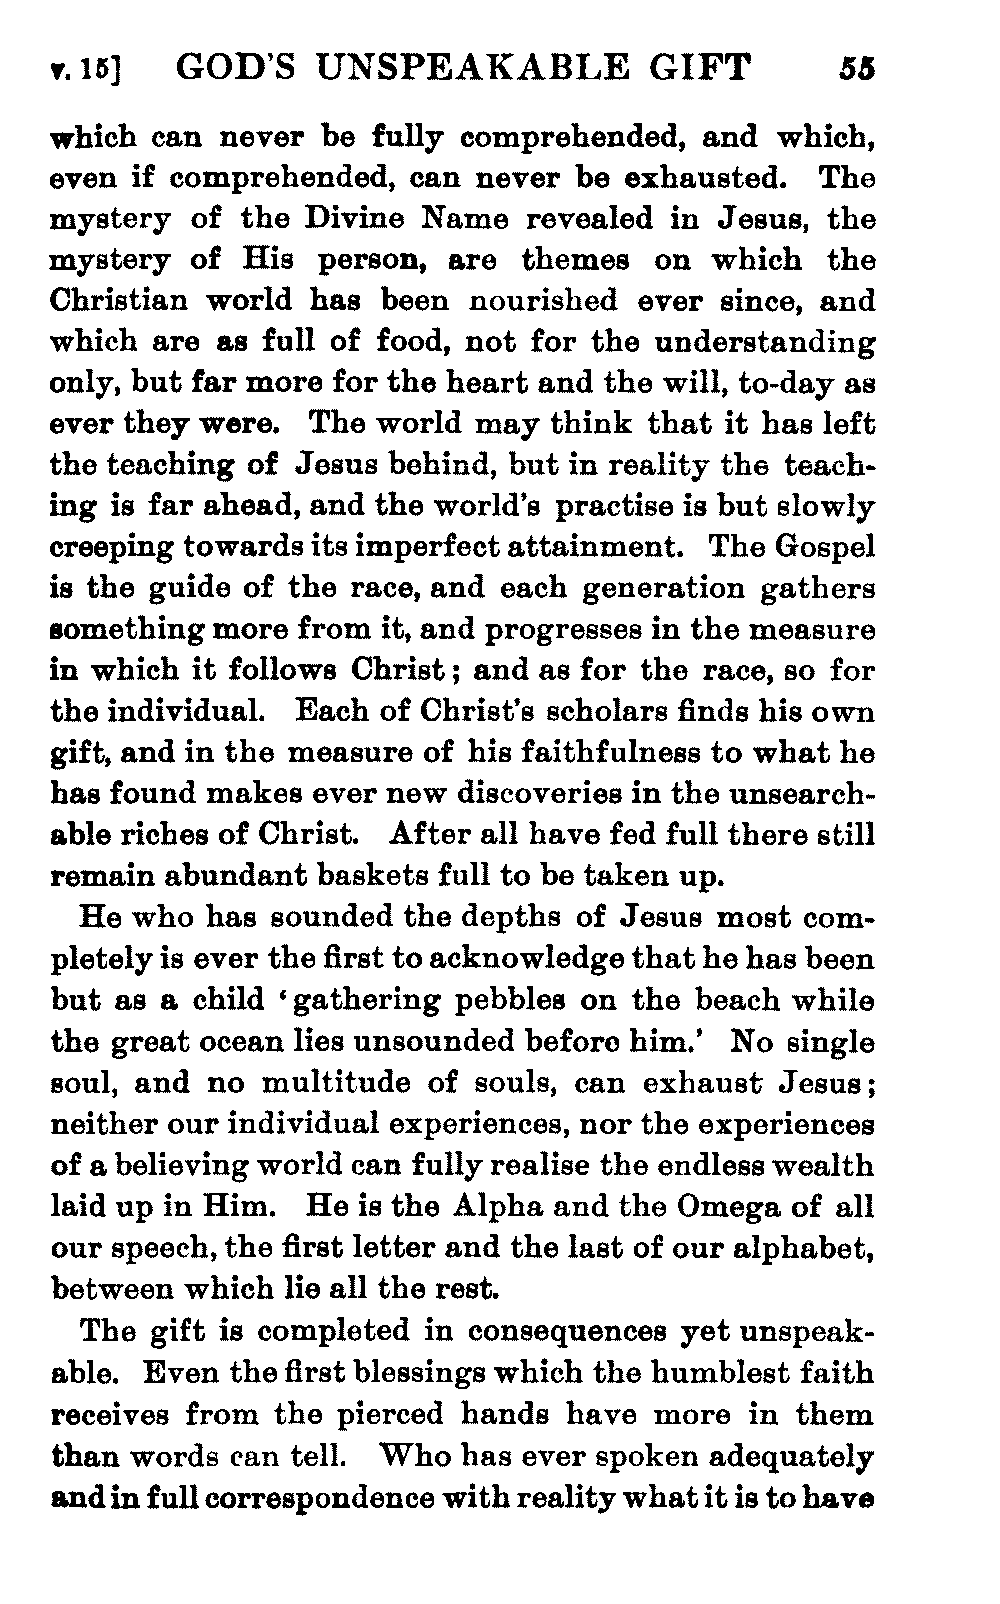 v. 15] GOD'S UNSPEAKABLE GIFT 55
which can never be fully comprehended, and which,
even if comprehended, can never be exhausted. The
mystery of the Divine Name revealed in Jesus, the
mystery of His person, are themes on which the
Christian world has been nourished ever since, and
which are as full of food, not for the understanding
only, but far more for the heart and the will, to-day as
ever they were. The world may think that it has left
the teaching of Jesus behind, but in reality the teach-
ing is far ahead, and the world's practise is but slowly
creeping towards its imperfect attainment. The Gospel
is the guide of the race, and each generation gathers
something more from it, and progresses in the measure
in which it follows Christ; and as for the race, so for
the individual. Each of Christ's scholars finds his own
gift, and in the measure of his faithfulness to what he
has found makes ever new discoveries in the unsearch-
able riches of Christ. After all have fed full there still
remain abundant baskets full to be taken up.
He who has sounded the depths of Jesus most com-
pletely is ever the first to acknowledge that he has been
but as a child 'gathering pebbles on the beach while
the great ocean lies unsounded before him.' No single
soul, and no multitude of souls, can exhaust Jesus;
neither our individual experiences, nor the experiences
of a believing world can fully realise the endless wealth
laid up in Him. He is the Alpha and the Omega of all
our speech, the first letter and the last of our alphabet,
between which lie all the rest.
The gift is completed in consequences yet unspeak-
able. Even the first blessings which the humblest faith
receives from the pierced hands have more in them
than words can tell. Who has ever spoken adequately
and in full correspondence with reality what it is to have